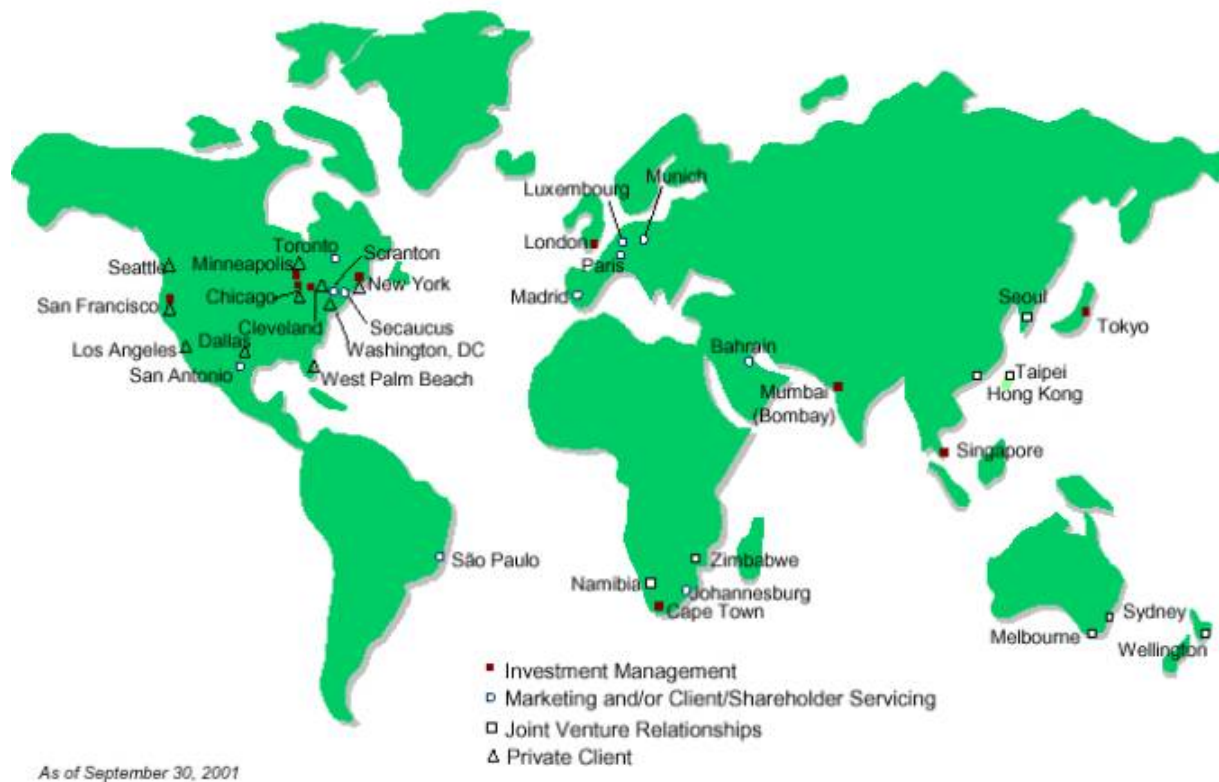 Luxembourg
Munich
London
Paris
Madrid
Toronto
Scranton
Seattle
Minneapolis
New York
San Francisco
Chicago
Cleveland
Secaucus
Los Angeles
Dallas
Washington, DC
San Antonio
West Palm Beach
Bahrain
Mumbai
(Bombay)
Seoul
Tokyo
Taipei
Hong Kong
Singapore
São Paulo
Zimbabwe
Namibia
Johannesburg
Cape Town
Sydney
Melbourne
Wellington
Investment Management
Marketing and/or Client/Shareholder Servicing
Joint Venture Relationships
Private Client
As of September 30, 2001